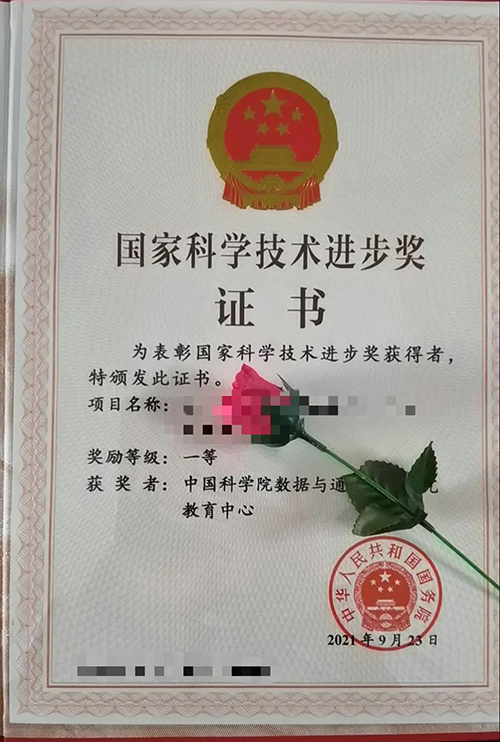 国家科学技术进步奖
证书
为表彰国家科学技术进步奖获得者，
特颁发此证书。
项目名称：
奖励等级：一等
获奖者：中国科学院数据与通
教育中心
中华人民共和国国务院
2021年9月23日